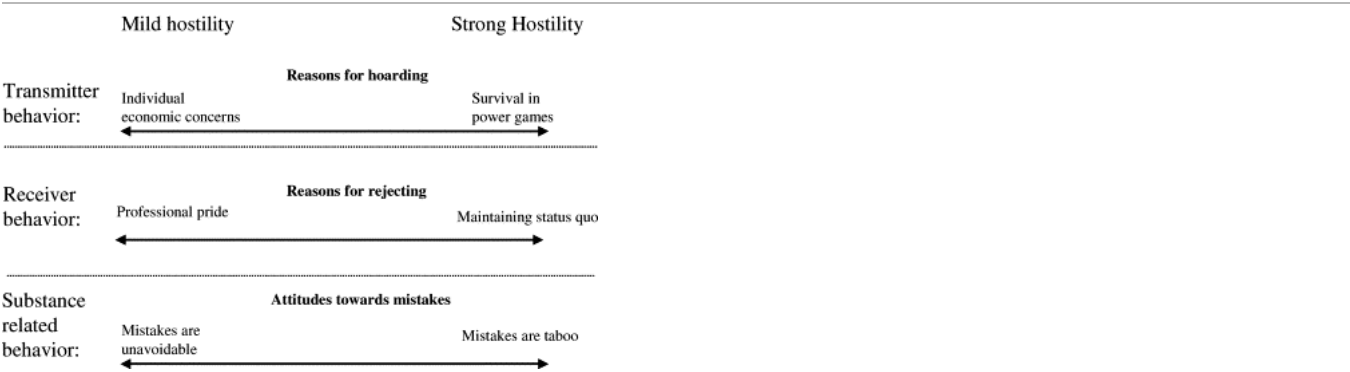 Mild hostility Strong Hostility
Reasons for hoarding
Transmitter
behavior:
Individual
economic concerns
Survival in
power games
Reasons for rejecting
Receiver
behavior:
Professional pride
Maintaining status quo
Attitudes towards mistakes
Substance
related
behavior:
Mistakes are
unavoidable
Mistakes are taboo